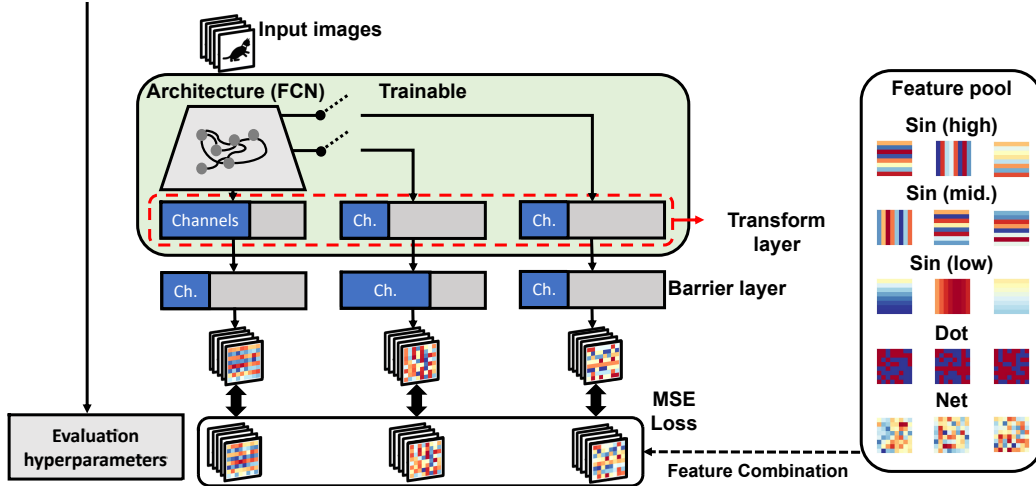 Input images
Architecture (FCN)
Trainable
Channels
Ch.
Ch.
Transform
layer
Ch.
Ch.
Ch.
Barrier layer
MSE
Loss
Evaluation
hyperparameters
Feature Combination
Feature pool
Sin (high)
Sin (mid.)
Sin (low)
Dot
Net